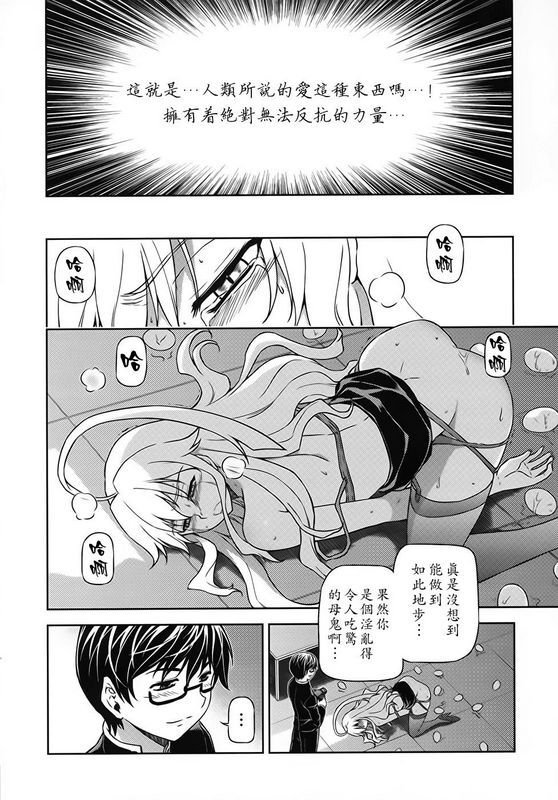 這就是…人類所說的愛這種東西嗎…！
擁有着絕對無法反抗的力量…
哈啊
哈啊
哈啊
哈啊
哈啊
真是沒想到
能做到
如此地步…
果然你
是個淫亂得
令人吃驚
的母鬼啊…
…